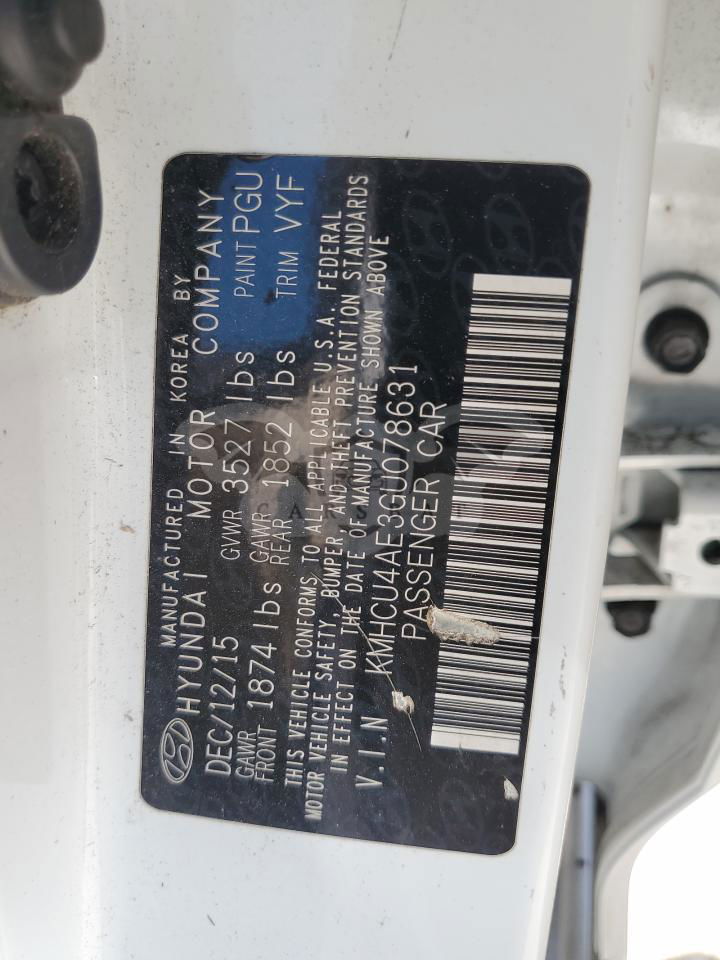 MANUFACTURED IN KOREA BY
HYUNDAI MOTOR COMPANY
DEC/12/15 GVWR 3527 lbs PAINT PGU
GAWR FRONT 1874 lbs GAWR REAR 1852 lbs TRIM VYF
THIS VEHICLE CONFORMS TO ALL APPLICABLE U.S.A. FEDERAL
MOTOR VEHICLE SAFETY, BUMPER, AND THEFT PREVENTION STANDARDS
IN EFFECT ON THE DATE OF MANUFACTURE SHOWN ABOVE
V.I.N KMHCU4AE3GU078631
PASSENGER CAR